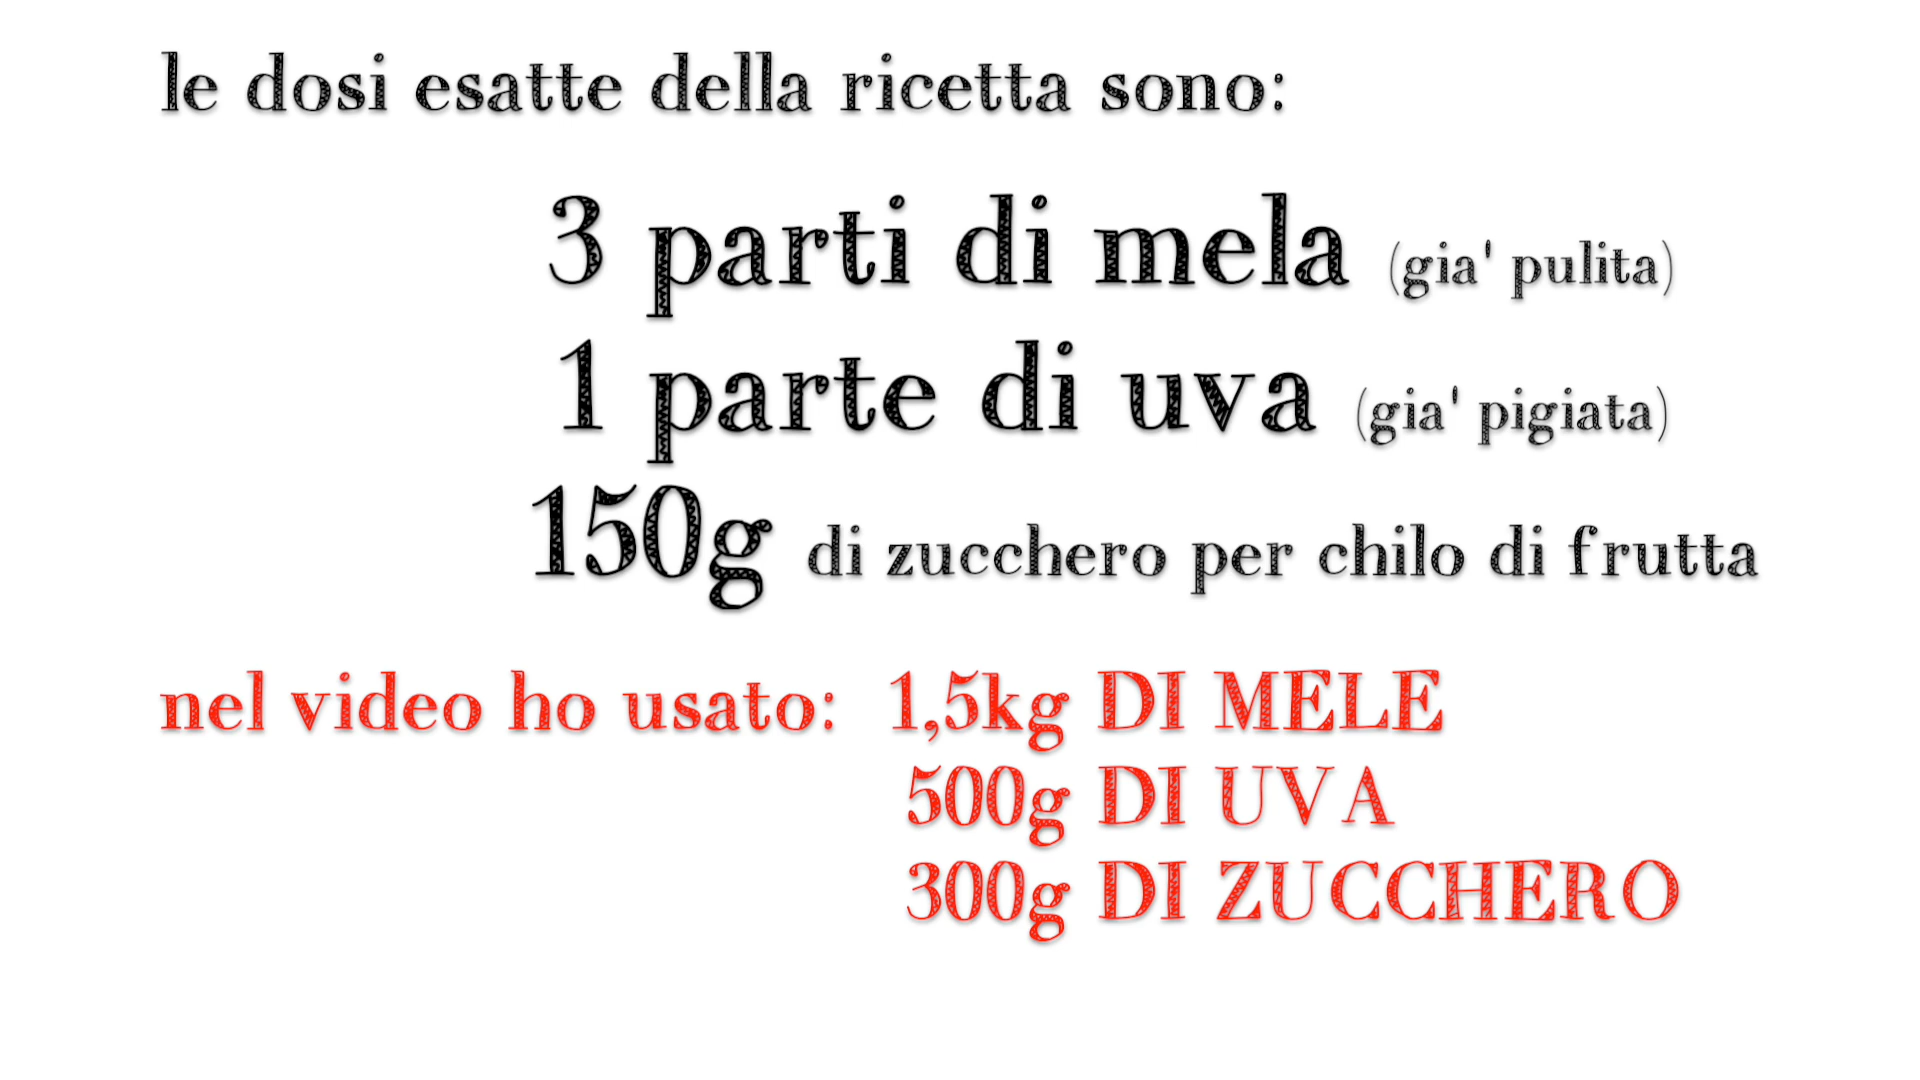 le dosi esatte della ricetta sono:
3 parti di mela (gia' pulita)
1 parte di uva (gia' pigiata)
150g di zucchero per chilo di frutta
nel video ho usato: 1,5kg DI MELE
500g DI UVA
300g DI ZUCCHERO